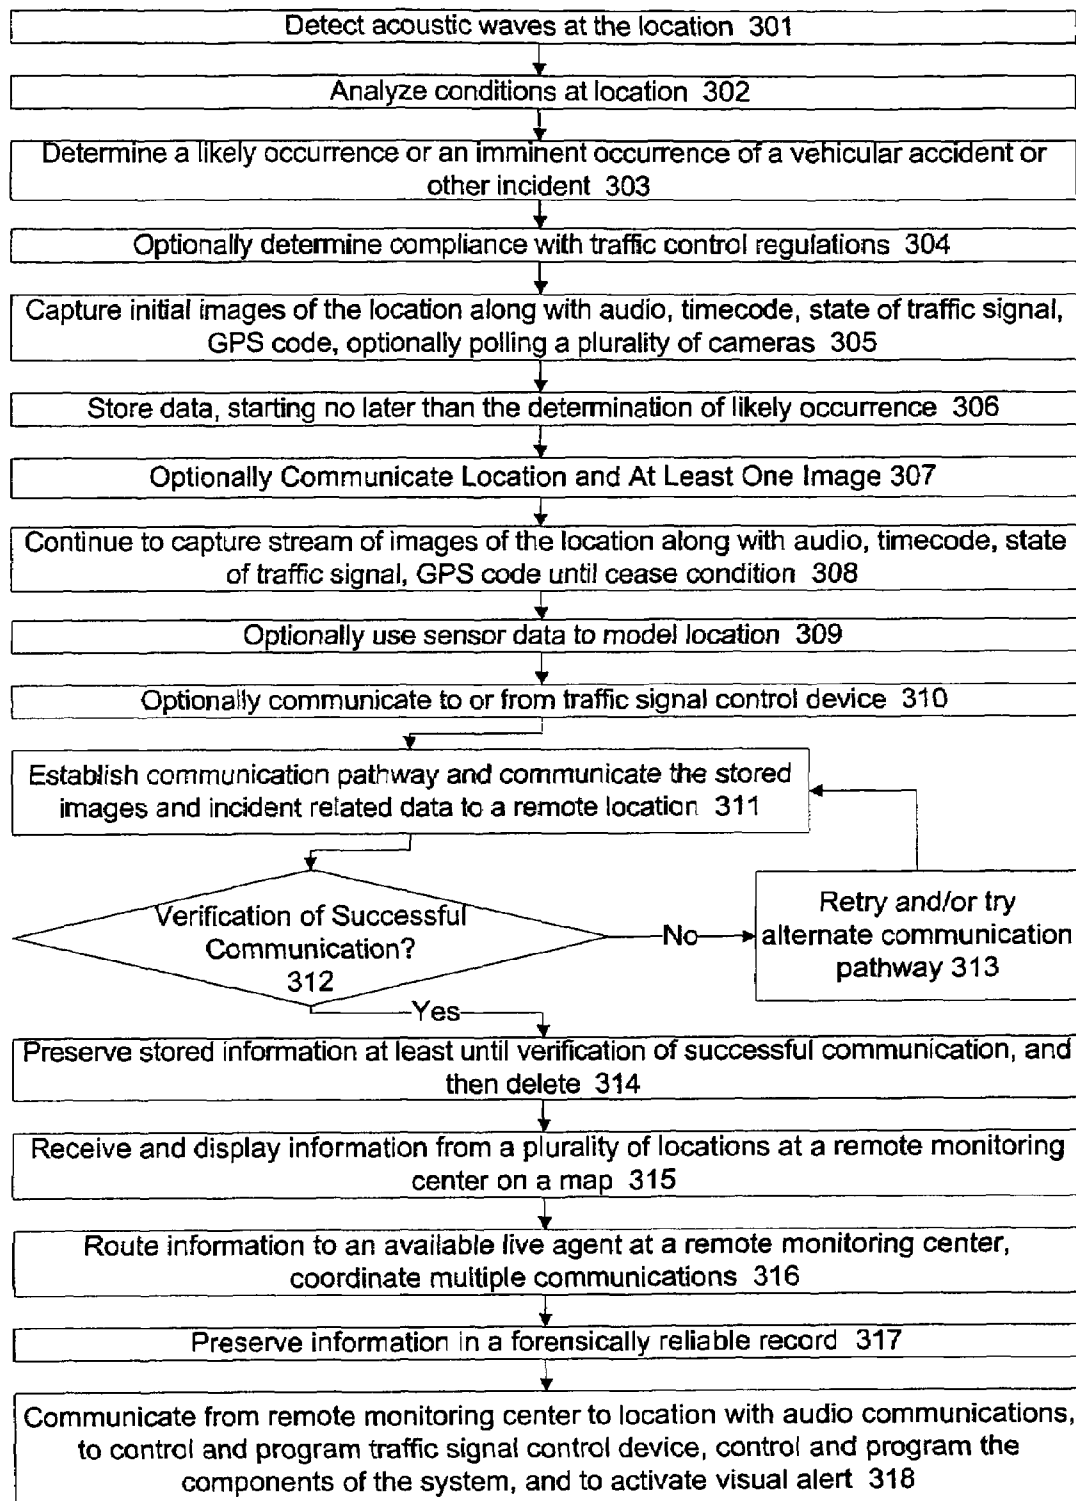 Detect acoustic waves at the location 301
Analyze conditions at location 302
Determine a likely occurrence or an imminent occurrence of a vehicular accident or
other incident 303
Optionally determine compliance with traffic control regulations 304
Capture initial images of the location along with audio, timecode, state of traffic signal,
GPS code, optionally polling a plurality of cameras 305
Store data, starting no later than the determination of likely occurrence 306
Optionally Communicate Location and At Least One Image 307
Continue to capture stream of images of the location along with audio, timecode, state
of traffic signal, GPS code until cease condition 308
Optionally use sensor data to model location 309
Optionally communicate to or from traffic signal control device 310
Establish communication pathway and communicate the stored
images and incident related data to a remote location 311
Verification of Successful
Communication?
312
No
Retry and/or try
alternate communication
pathway 313
Yes
Preserve stored information at least until verification of successful communication, and
then delete 314
Receive and display information from a plurality of locations at a remote monitoring
center on a map 315
Route information to an available live agent at a remote monitoring center,
coordinate multiple communications 316
Preserve information in a forensically reliable record 317
Communicate from remote monitoring center to location with audio communications,
to control and program traffic signal control device, control and program the
components of the system, and to activate visual alert 318